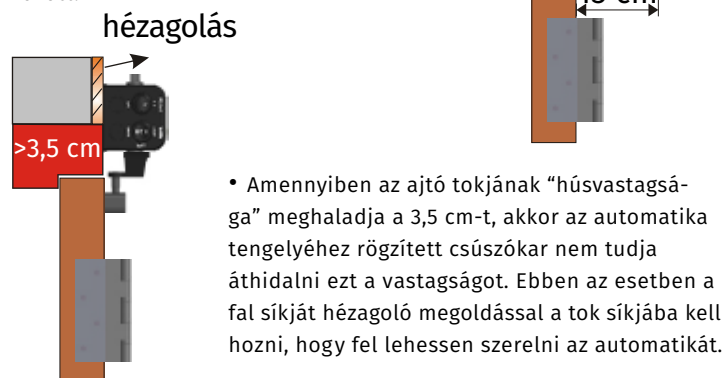 hézagolás
>3,5 cm
• Amennyiben az ajtó tokjának “húsvastagsá-
ga” meghaladja a 3,5 cm-t, akkor az automatika
tengelyéhez rögzített csúszókar nem tudja
áthidalni ezt a vastagságot. Ebben az esetben a
fal síkját hézagoló megoldással a tok síkjába kell
hozni, hogy fel lehessen szerelni az automatikát.